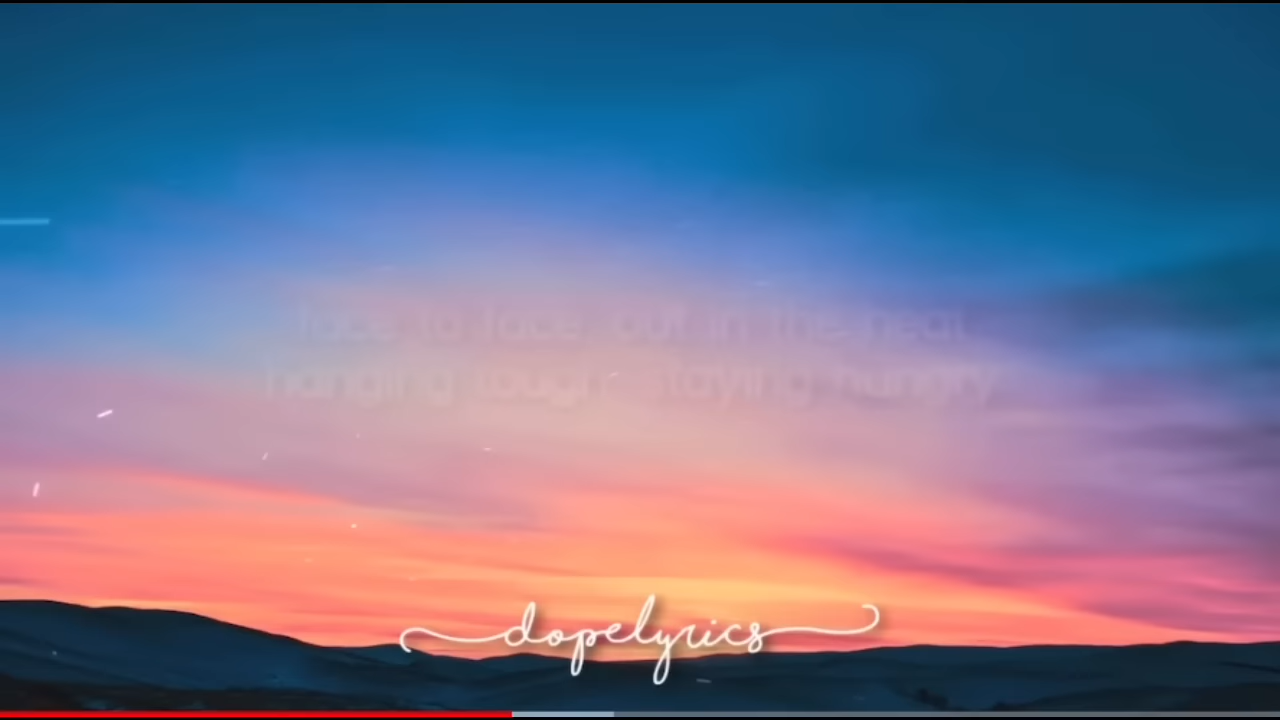 face to face out in the heat
hanging tough staying hungry
dopelyrics